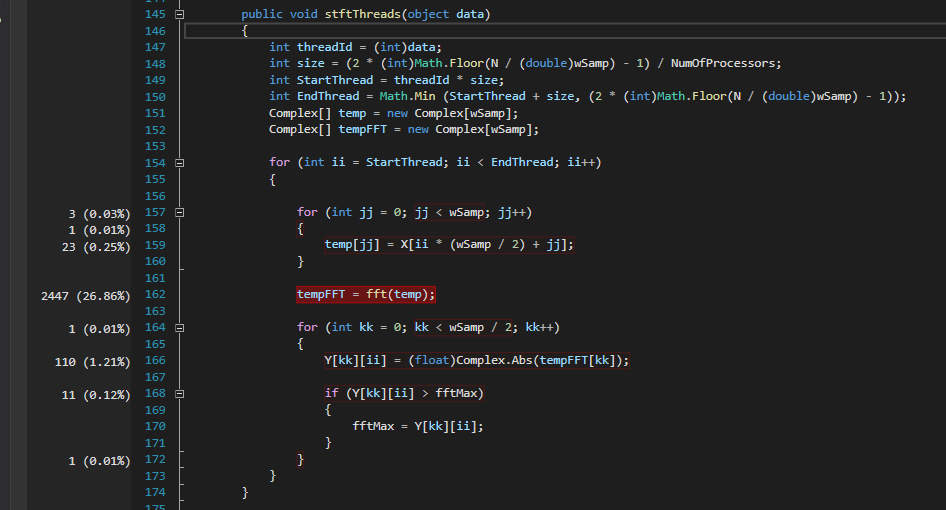 145 public void stftThreads(object data)
146 {
147 int threadId = (int)data;
148 int size = (2 * (int)Math.Floor(N / (double)wSamp) - 1) / NumOfProcessors;
149 int StartThread = threadId * size;
150 int EndThread = Math.Min (StartThread + size, (2 * (int)Math.Floor(N / (double)wSamp) - 1));
151 Complex[] temp = new Complex[wSamp];
152 Complex[] tempFFT = new Complex[wSamp];
153
154 for (int ii = StartThread; ii < EndThread; ii++)
155 {
156
3 (0.03%) 157 for (int jj = 0; jj < wSamp; jj++)
1 (0.01%) 158 {
23 (0.25%) 159 temp[jj] = X[ii * (wSamp / 2) + jj];
160 }
161
2447 (26.86%) 162 tempFFT = fft(temp);
163
1 (0.01%) 164 for (int kk = 0; kk < wSamp / 2; kk++)
165 {
110 (1.21%) 166 Y[kk][ii] = (float)Complex.Abs(tempFFT[kk]);
167
11 (0.12%) 168 if (Y[kk][ii] > fftMax)
169 {
170 fftMax = Y[kk][ii];
171 }
1 (0.01%) 172 }
173 }
174 }
175